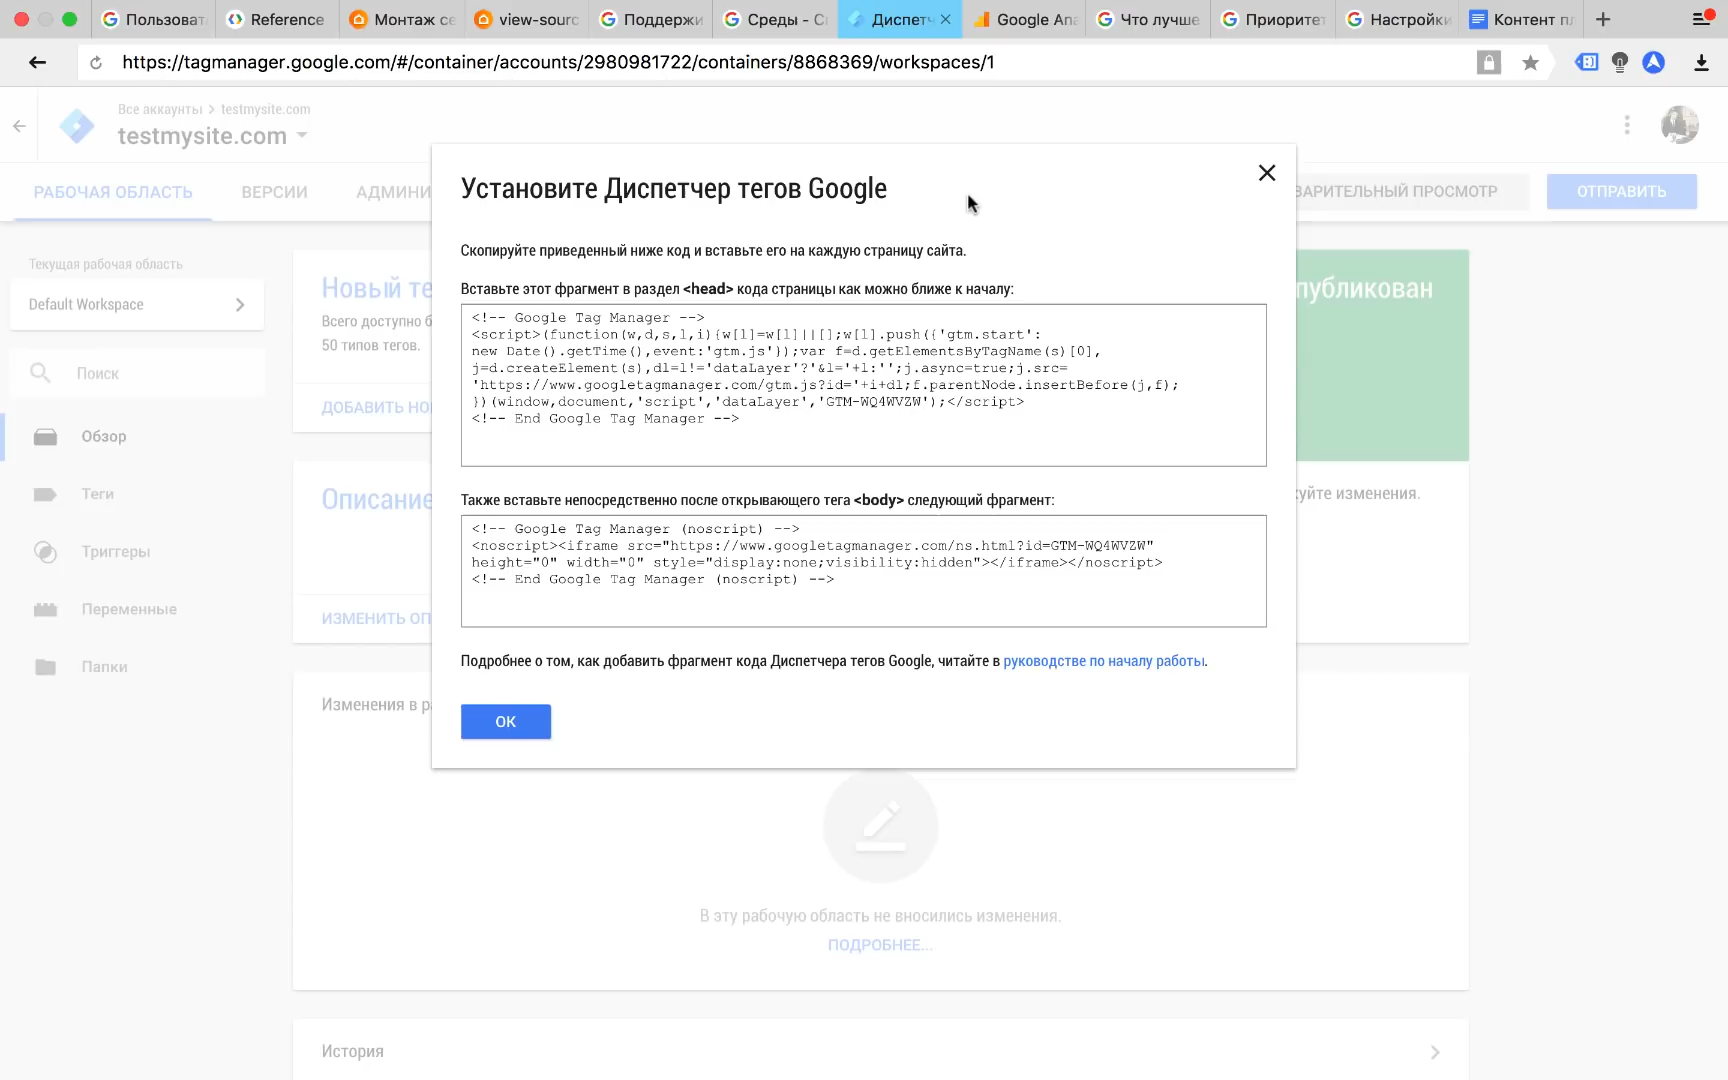 Пользоват
Reference
Монтаж се
view-sourc
Поддержи
Среды - С
Диспетч
Google Ana
Что лучше
Приоритет
Настройки
Контент пл
https://tagmanager.google.com/#/container/accounts/2980981722/containers/8868369/workspaces/1
Все аккаунты > testmysite.com
testmysite.com
РАБОЧАЯ ОБЛАСТЬ
ВЕРСИИ
АДМИНИ
ВАРИТЕЛЬНЫЙ ПРОСМОТР
ОТПРАВИТЬ
Установите Диспетчер тегов Google
Скопируйте приведенный ниже код и вставьте его на каждую страницу сайта.
Вставьте этот фрагмент в раздел <head> кода страницы как можно ближе к началу:
<!-- Google Tag Manager -->
<script>(function(w,d,s,l,i){w[l]=w[l]||[];w[l].push({'gtm.start':
new Date().getTime(),event:'gtm.js'});var f=d.getElementsByTagName(s)[0],
j=d.createElement(s),dl=l!='dataLayer'?'&l='+l:'';j.async=true;j.src=
'https://www.googletagmanager.com/gtm.js?id='+i+dl;f.parentNode.insertBefore(j,f);
})(window,document,'script','dataLayer','GTM-WQ4WVZW');</script>
<!-- End Google Tag Manager -->
Также вставьте непосредственно после открывающего тега <body> следующий фрагмент:
<!-- Google Tag Manager (noscript) -->
<noscript><iframe src="https://www.googletagmanager.com/ns.html?id=GTM-WQ4WVZW"
height="0" width="0" style="display:none;visibility:hidden"></iframe></noscript>
<!-- End Google Tag Manager (noscript) -->
Подробнее о том, как добавить фрагмент кода Диспетчера тегов Google, читайте в руководстве по началу работы.
OK
Текущая рабочая область
Default Workspace
Поиск
Обзор
Теги
Триггеры
Переменные
Папки
Новый те
Всего доступно б
50 типов тегов.
ДОБАВИТЬ НО
публикован
Описание
куйте изменения.
ИЗМЕНИТЬ ОП
Изменения в р
В эту рабочую область не вносились изменения.
ПОДРОБНЕЕ...
История